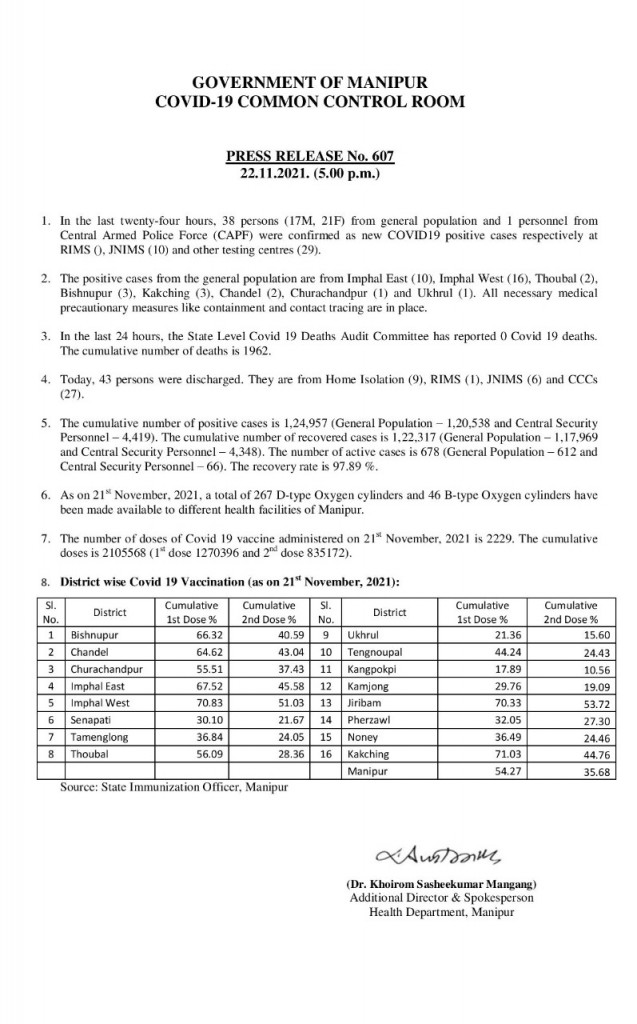 GOVERNMENT OF MANIPUR
COVID-19 COMMON CONTROL ROOM
PRESS RELEASE No. 607
22.11.2021. (5.00 p.m.)
1. In the last twenty-four hours, 38 persons (17M, 21F) from general population and 1 personnel from
Central Armed Police Force (CAPF) were confirmed as new COVID19 positive cases respectively at
RIMS (), JNIMS (10) and other testing centres (29).
2. The positive cases from the general population are from Imphal East (10), Imphal West (16), Thoubal (2),
Bishnupur (3), Kakching (3), Chandel (2), Churachandpur (1) and Ukhrul (1). All necessary medical
precautionary measures like containment and contact tracing are in place.
3. In the last 24 hours, the State Level Covid 19 Deaths Audit Committee has reported 0 Covid 19 deaths.
The cumulative number of deaths is 1962.
4. Today, 43 persons were discharged. They are from Home Isolation (9), RIMS (1), JNIMS (6) and CCCs
(27).
5. The cumulative number of positive cases is 1,24,957 (General Population – 1,20,538 and Central Security
Personnel – 4,419). The cumulative number of recovered cases is 1,22,317 (General Population – 1,17,969
and Central Security Personnel – 4,348). The number of active cases is 678 (General Population – 612 and
Central Security Personnel – 66). The recovery rate is 97.89 %.
6. As on 21st November, 2021, a total of 267 D-type Oxygen cylinders and 46 B-type Oxygen cylinders have
been made available to different health facilities of Manipur.
7. The number of doses of Covid 19 vaccine administered on 21st November, 2021 is 2229. The cumulative
doses is 2105568 (1st dose 1270396 and 2nd dose 835172).
8. District wise Covid 19 Vaccination (as on 21st November, 2021):
Sl. No. District Cumulative 1st Dose % Cumulative 2nd Dose % Sl. No. District Cumulative 1st Dose % Cumulative 2nd Dose %
1 Bishnupur 66.32 40.59 9 Ukhrul 21.36 15.60
2 Chandel 64.62 43.04 10 Tengnoupal 44.24 24.43
3 Churachandpur 55.51 37.43 11 Kangpokpi 17.89 10.56
4 Imphal East 67.52 45.58 12 Kamjong 29.76 19.09
5 Imphal West 70.83 51.03 13 Jiribam 70.33 53.72
6 Senapati 30.10 21.67 14 Pherzawl 32.05 27.30
7 Tamenglong 36.84 24.05 15 Noney 36.49 24.46
8 Thoubal 56.09 28.36 16 Kakching 71.03 44.76
Manipur 54.27 35.68
Source: State Immunization Officer, Manipur
(Dr. Khoirom Sasheekumar Mangang)
Additional Director & Spokesperson
Health Department, Manipur